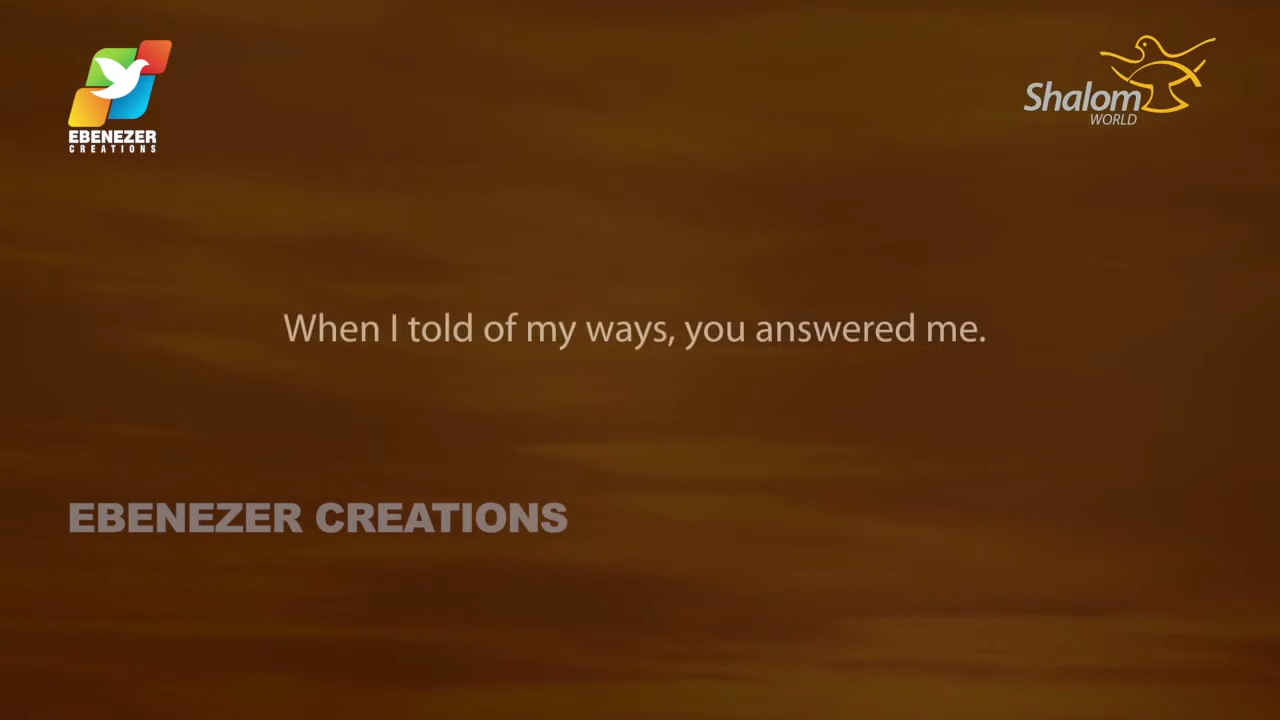 EBENEZER
CREATIONS
Shalom
WORLD
When I told of my ways, you answered me.
EBENEZER CREATIONS